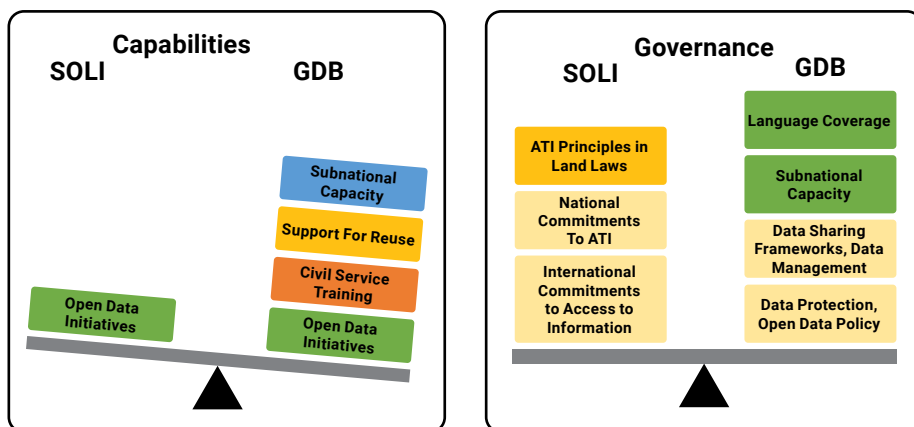 Capabilities
SOLI
GDB
Subnational
Capacity
Support For Reuse
Civil Service
Training
Open Data
Initiatives
Open Data
Initiatives
Governance
SOLI
GDB
ATI Principles in
Land Laws
National
Commitments
To ATI
International
Commitments
to Access to
Information
Language Coverage
Subnational
Capacity
Data Sharing
Frameworks, Data
Management
Data Protection,
Open Data Policy